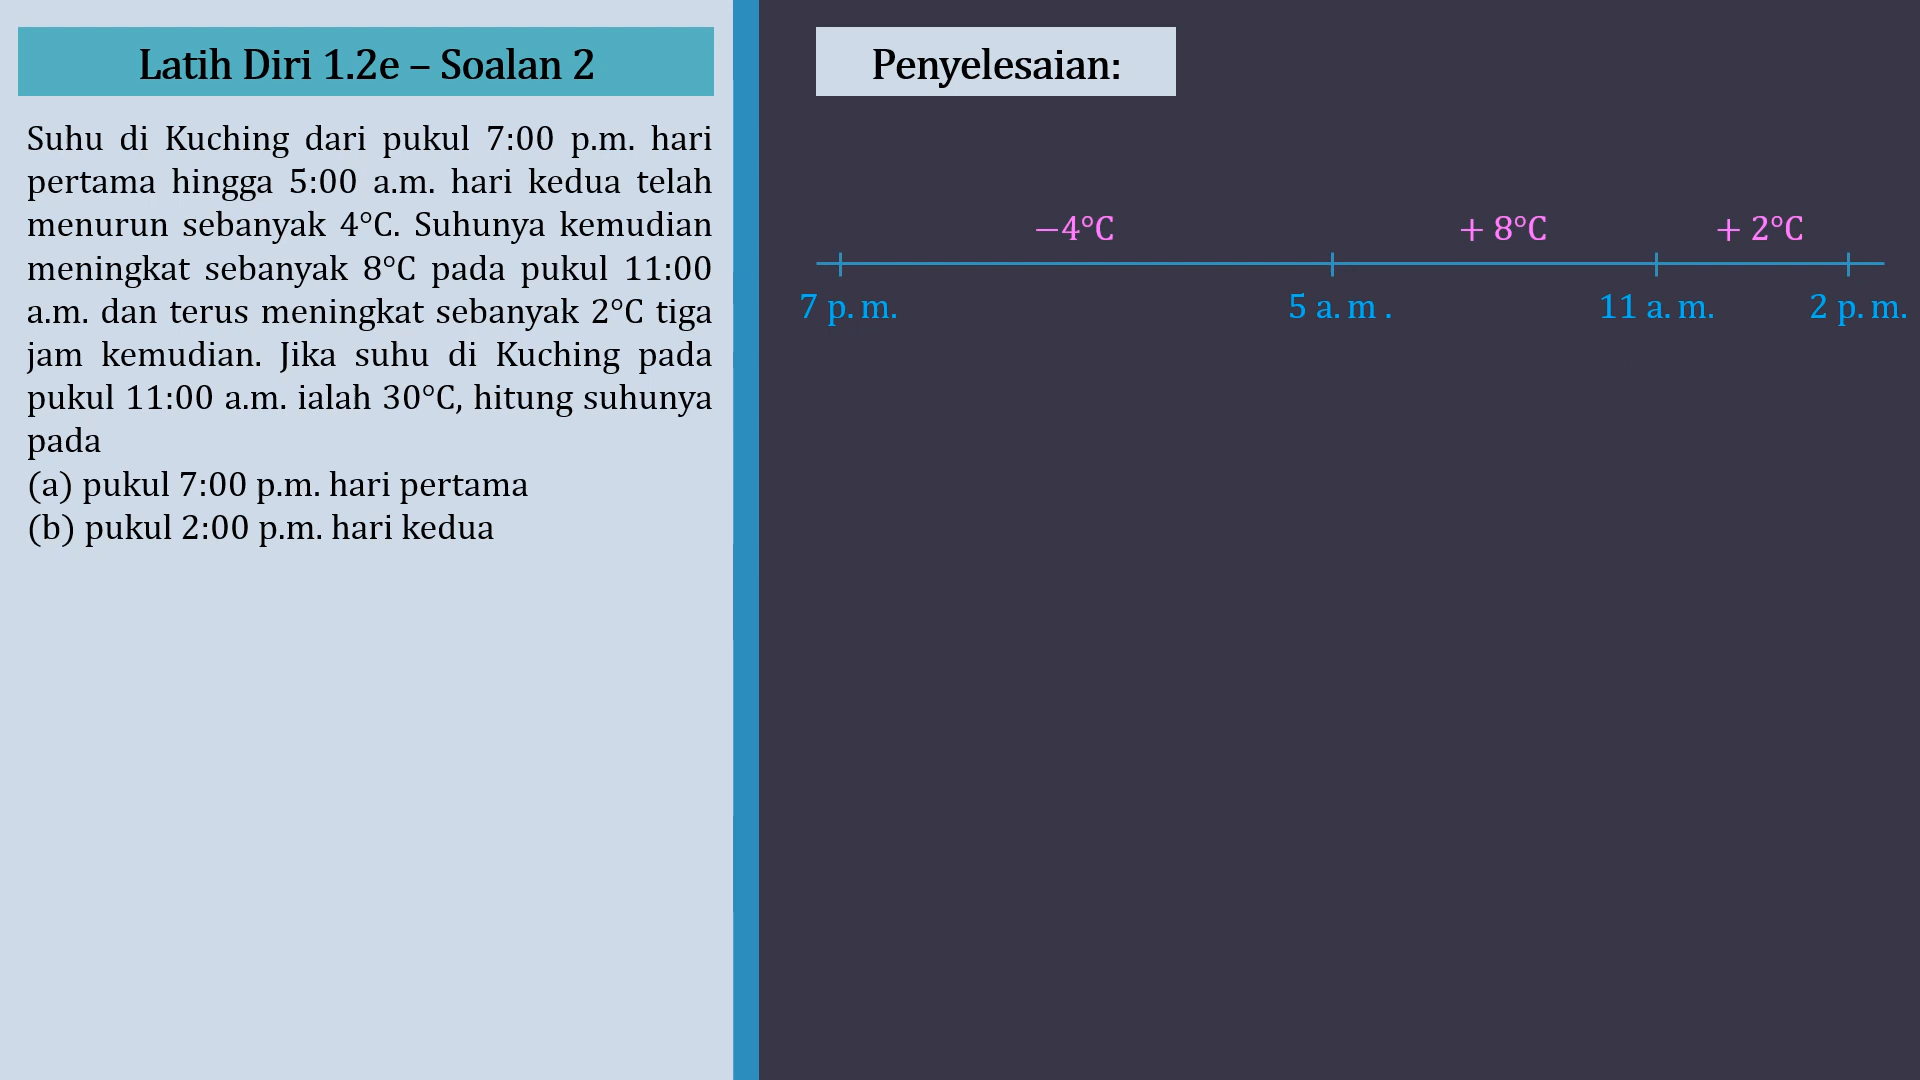 Latih Diri 1.2e – Soalan 2
Suhu di Kuching dari pukul 7:00 p.m. hari
pertama hingga 5:00 a.m. hari kedua telah
menurun sebanyak 4°C. Suhunya kemudian
meningkat sebanyak 8°C pada pukul 11:00
a.m. dan terus meningkat sebanyak 2°C tiga
jam kemudian. Jika suhu di Kuching pada
pukul 11:00 a.m. ialah 30°C, hitung suhunya
pada
(a) pukul 7:00 p.m. hari pertama
(b) pukul 2:00 p.m. hari kedua
Penyelesaian:
−4°C + 8°C + 2°C
7 p. m. 5 a. m . 11 a. m. 2 p. m.